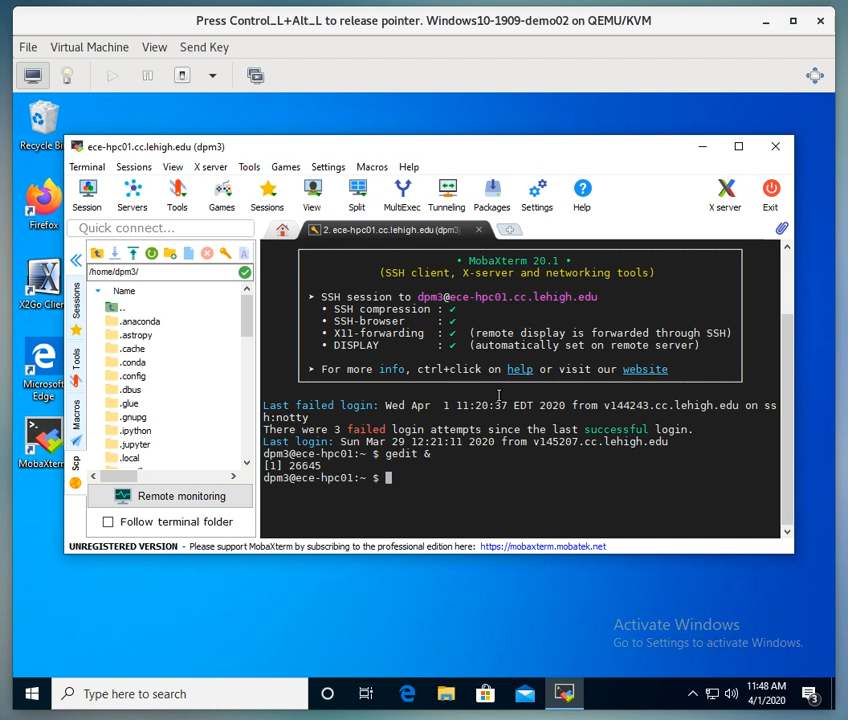 Press Control_L+Alt_L to release pointer. Windows10-1909-demo02 on QEMU/KVM
File Virtual Machine View Send Key
Recycle Bi
Firefox
X2Go Clie
Microsoft
Edge
MobaXterm
ece-hpc01.cc.lehigh.edu (dpm3)
Terminal Sessions View X server Tools Games Settings Macros Help
Session Servers Tools Games Sessions View Split MultiExec Tunneling Packages Settings Help X server Exit
Quick connect...
2. ece-hpc01.cc.lehigh.edu (dpm3)
/home/dpm3/
Name
..
.anaconda
.astropy
.cache
.conda
.config
.dbus
.glue
.gnupg
.ipython
.jupyter
.local
Sessions
Tools
Macros
Scp
Remote monitoring
Follow terminal folder
• MobaXterm 20.1 •
(SSH client, X-server and networking tools)
➤ SSH session to dpm3@ece-hpc01.cc.lehigh.edu
• SSH compression : ✔
• SSH-browser : ✔
• X11-forwarding : ✔ (remote display is forwarded through SSH)
• DISPLAY : ✔ (automatically set on remote server)
➤ For more info, ctrl+click on help or visit our website
Last failed login: Wed Apr 1 11:20:37 EDT 2020 from v144243.cc.lehigh.edu on ss
h:notty
There were 3 failed login attempts since the last successful login.
Last login: Sun Mar 29 12:21:11 2020 from v145207.cc.lehigh.edu
dpm3@ece-hpc01:~ $ gedit &
[1] 26645
dpm3@ece-hpc01:~ $
UNREGISTERED VERSION - Please support MobaXterm by subscribing to the professional edition here: https://mobaxterm.mobatek.net
Activate Windows
Go to Settings to activate Windows.
Type here to search
11:48 AM
4/1/2020
3